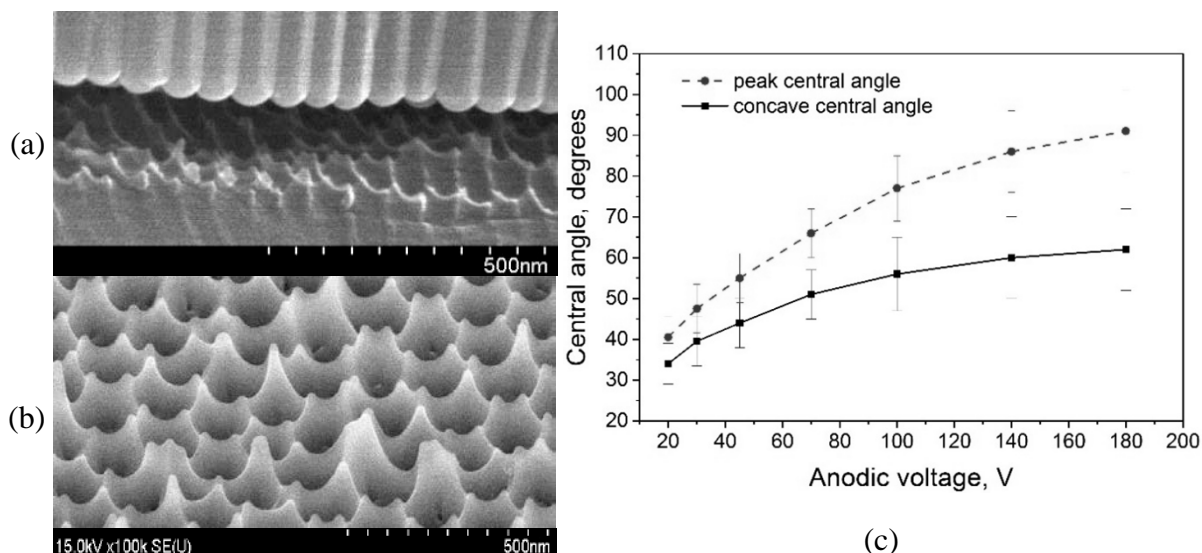 (a)
500nm
(b)
15.0kV x100k SE(U)
500nm
(c)
peak central angle
concave central angle
Central angle, degrees
110
100
90
80
70
60
50
40
30
20
20 40 60 80 100 120 140 160 180 200
Anodic voltage, V
(c)